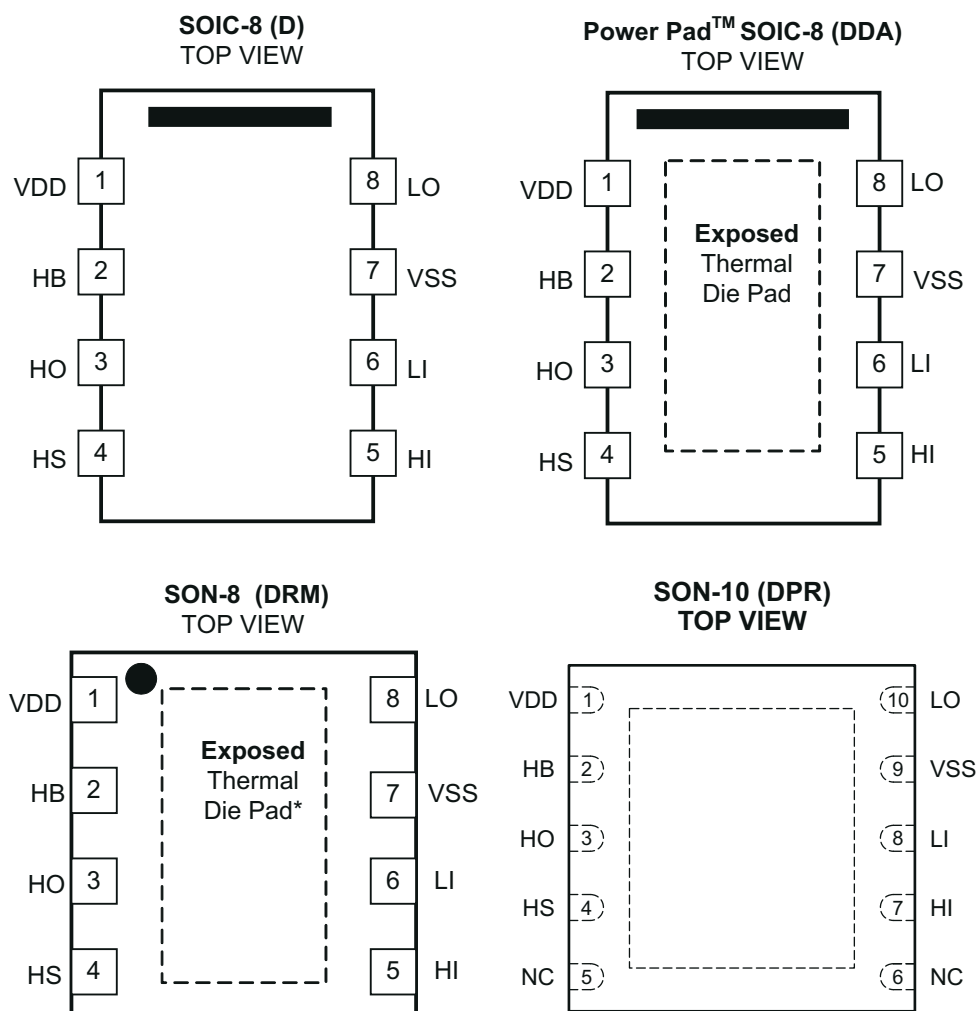 SOIC-8 (D)
TOP VIEW
VDD 1 8 LO
HB 2 7 VSS
HO 3 6 LI
HS 4 5 HI
Power Pad™ SOIC-8 (DDA)
TOP VIEW
VDD 1 8 LO
Exposed
Thermal
Die Pad
HB 2 7 VSS
HO 3 6 LI
HS 4 5 HI
SON-8 (DRM)
TOP VIEW
VDD 1 8 LO
Exposed
Thermal
Die Pad*
HB 2 7 VSS
HO 3 6 LI
HS 4 5 HI
SON-10 (DPR)
TOP VIEW
VDD 1 10 LO
HB 2 9 VSS
HO 3 8 LI
HS 4 7 HI
NC 5 6 NC